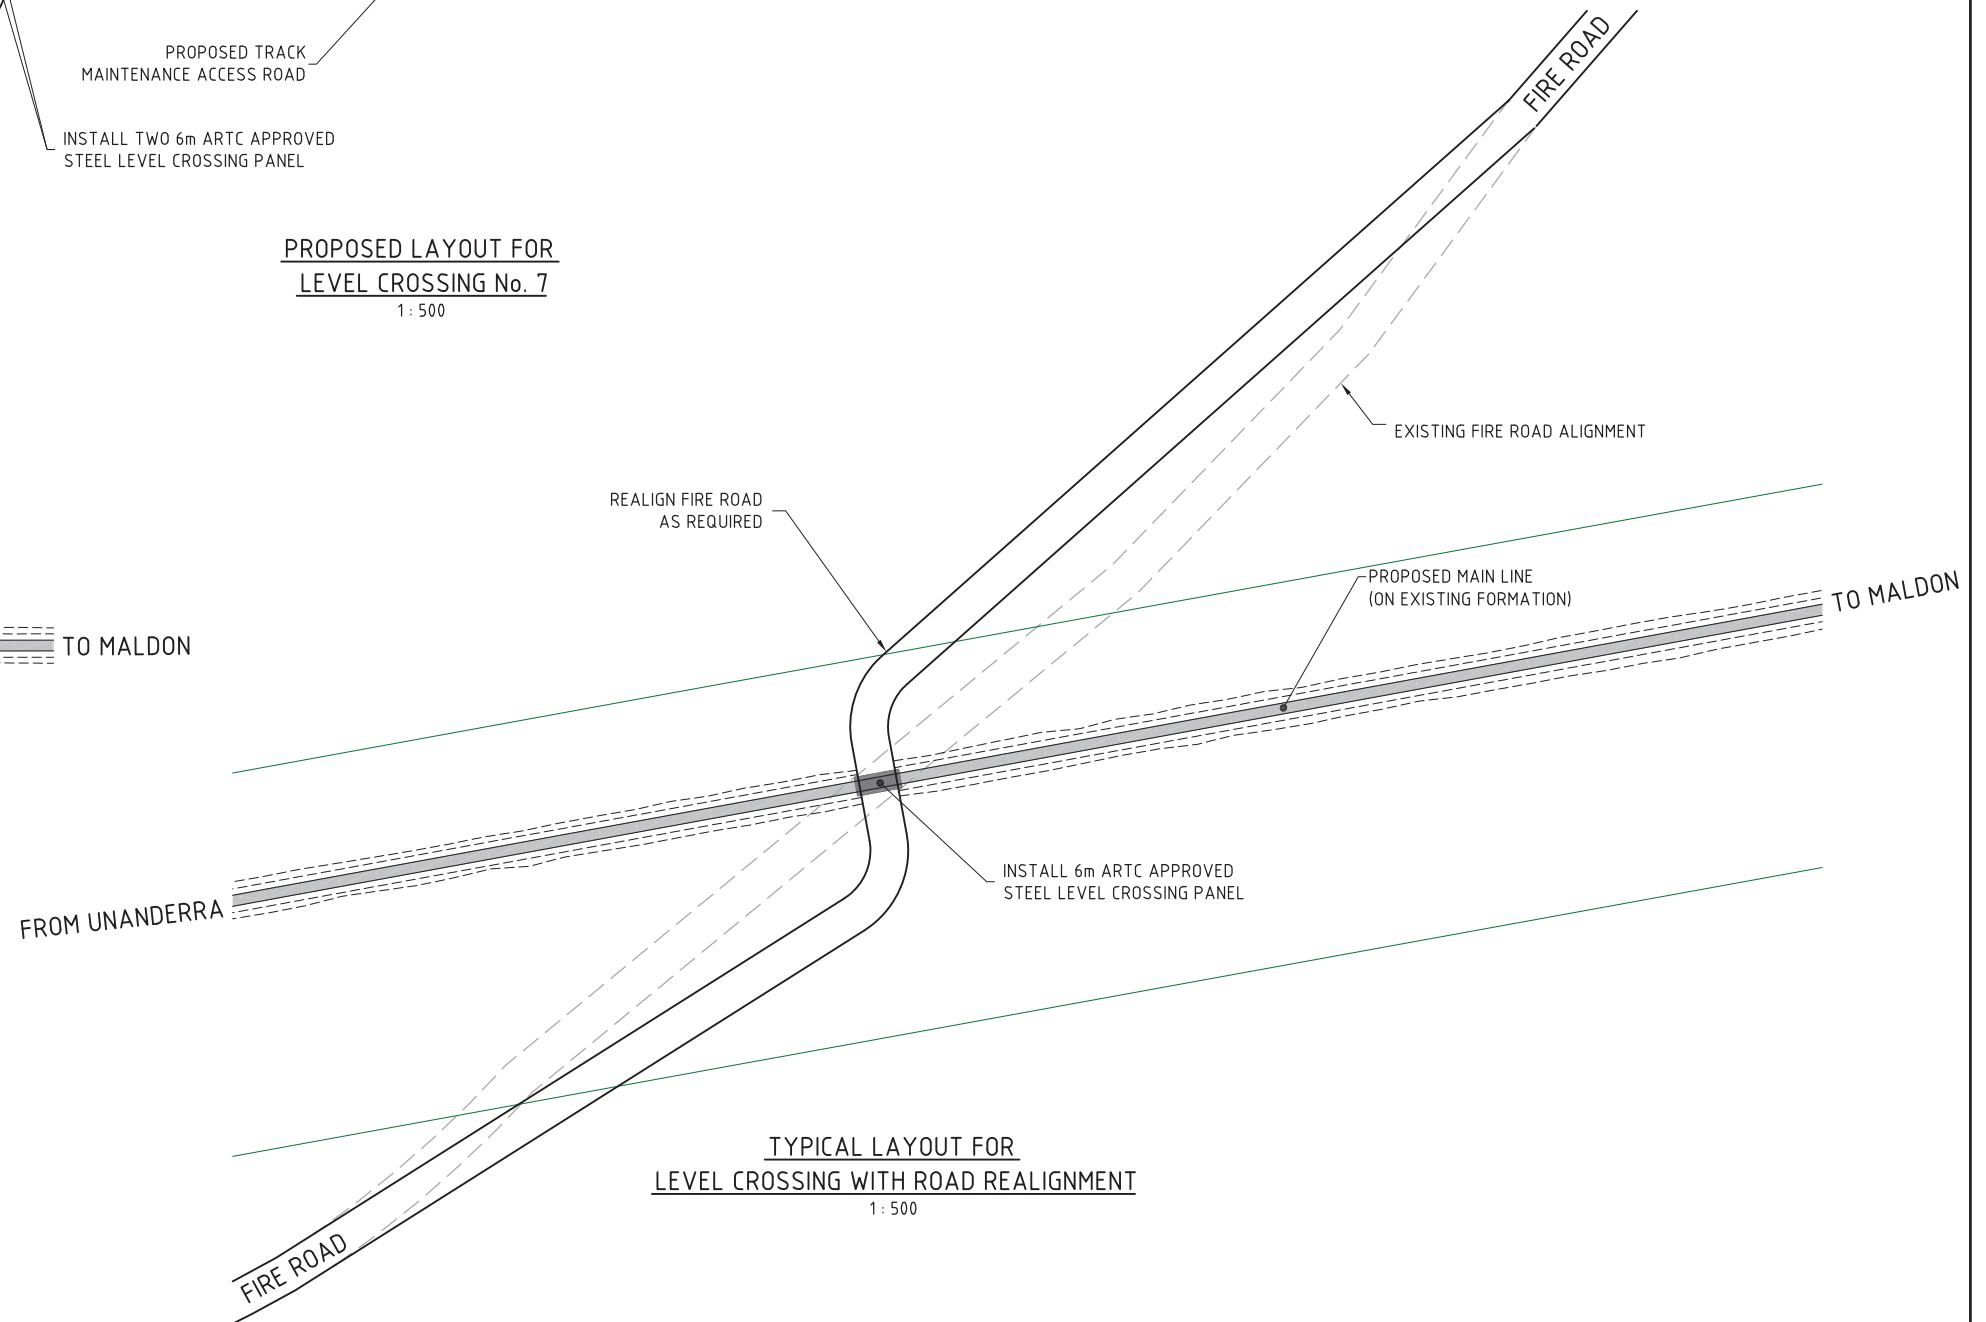 PROPOSED TRACK
MAINTENANCE ACCESS ROAD
INSTALL TWO 6m ARTC APPROVED
STEEL LEVEL CROSSING PANEL
PROPOSED LAYOUT FOR
LEVEL CROSSING No. 7
1 : 500
FIRE ROAD
EXISTING FIRE ROAD ALIGNMENT
REALIGN FIRE ROAD
AS REQUIRED
PROPOSED MAIN LINE
(ON EXISTING FORMATION)
TO MALDON
TO MALDON
INSTALL 6m ARTC APPROVED
STEEL LEVEL CROSSING PANEL
FROM UNANDERRA
TYPICAL LAYOUT FOR
LEVEL CROSSING WITH ROAD REALIGNMENT
1 : 500
FIRE ROAD